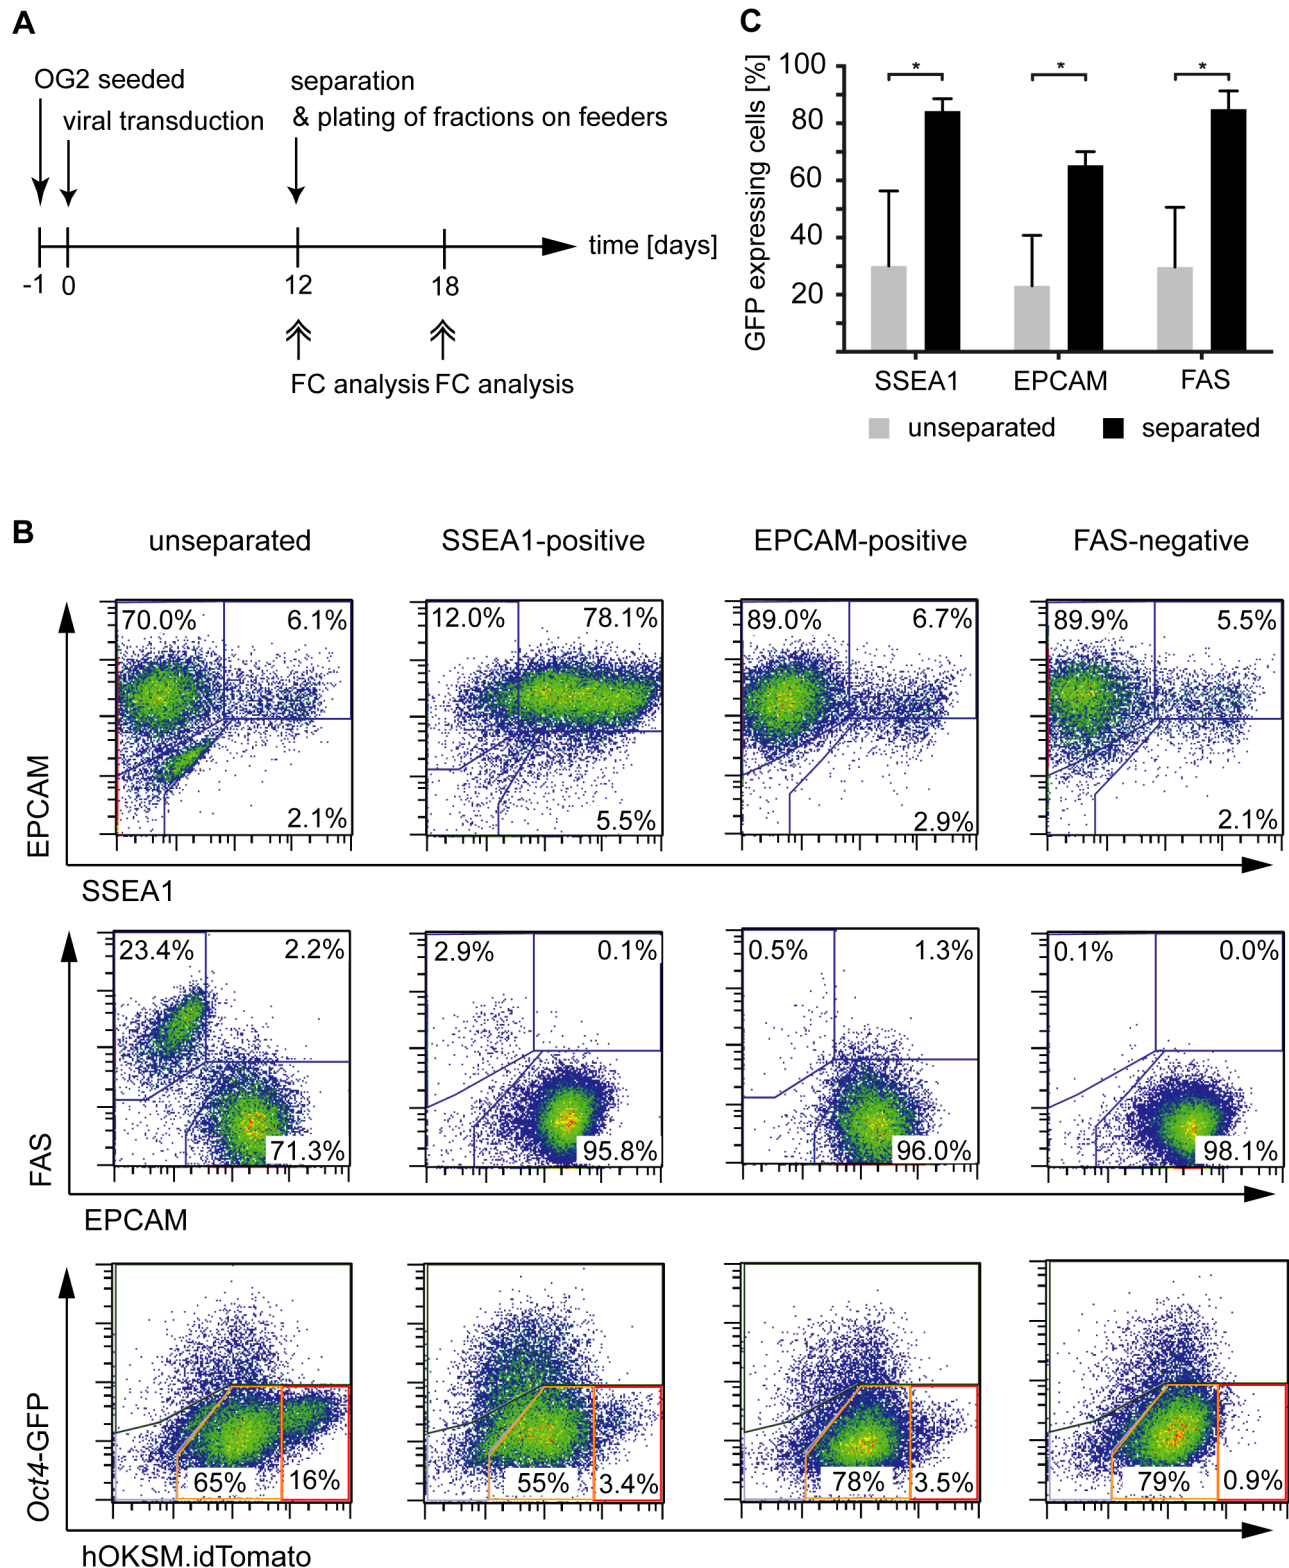 A
OG2 seeded
viral transduction
separation
& plating of fractions on feeders
time [days]
-1 0 12 18
FC analysis FC analysis
C
GFP expressing cells [%]
100
80
60
40
20
* * *
SSEA1 EPCAM FAS
unseparated separated
B
unseparated SSEA1-positive EPCAM-positive FAS-negative
70.0% 6.1% 12.0% 78.1% 89.0% 6.7% 89.9% 5.5%
2.1% 5.5% 2.9% 2.1%
EPCAM
SSEA1
23.4% 2.2% 2.9% 0.1% 0.5% 1.3% 0.1% 0.0%
71.3% 95.8% 96.0% 98.1%
FAS
EPCAM
65% 16% 55% 3.4% 78% 3.5% 79% 0.9%
Oct4-GFP
hOKSM.idTomato